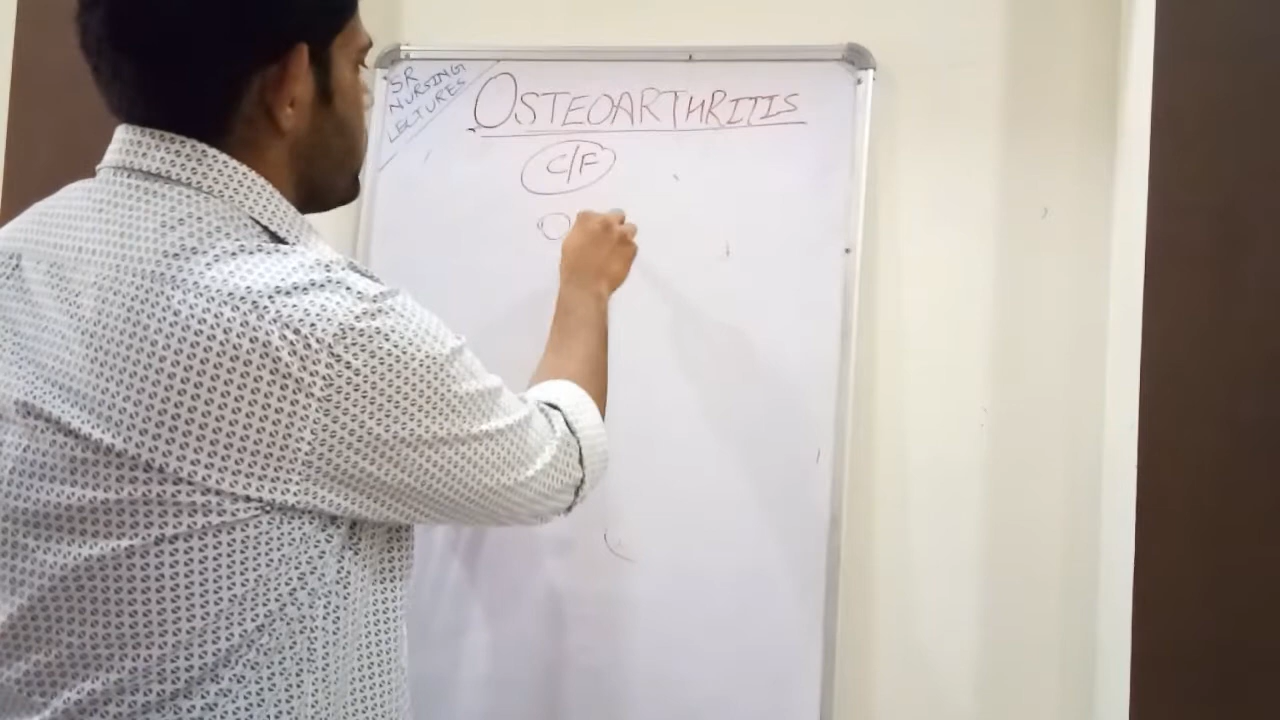 SR
NURSING
LECTURES
OSTEOARTHRITIS
C/F
O